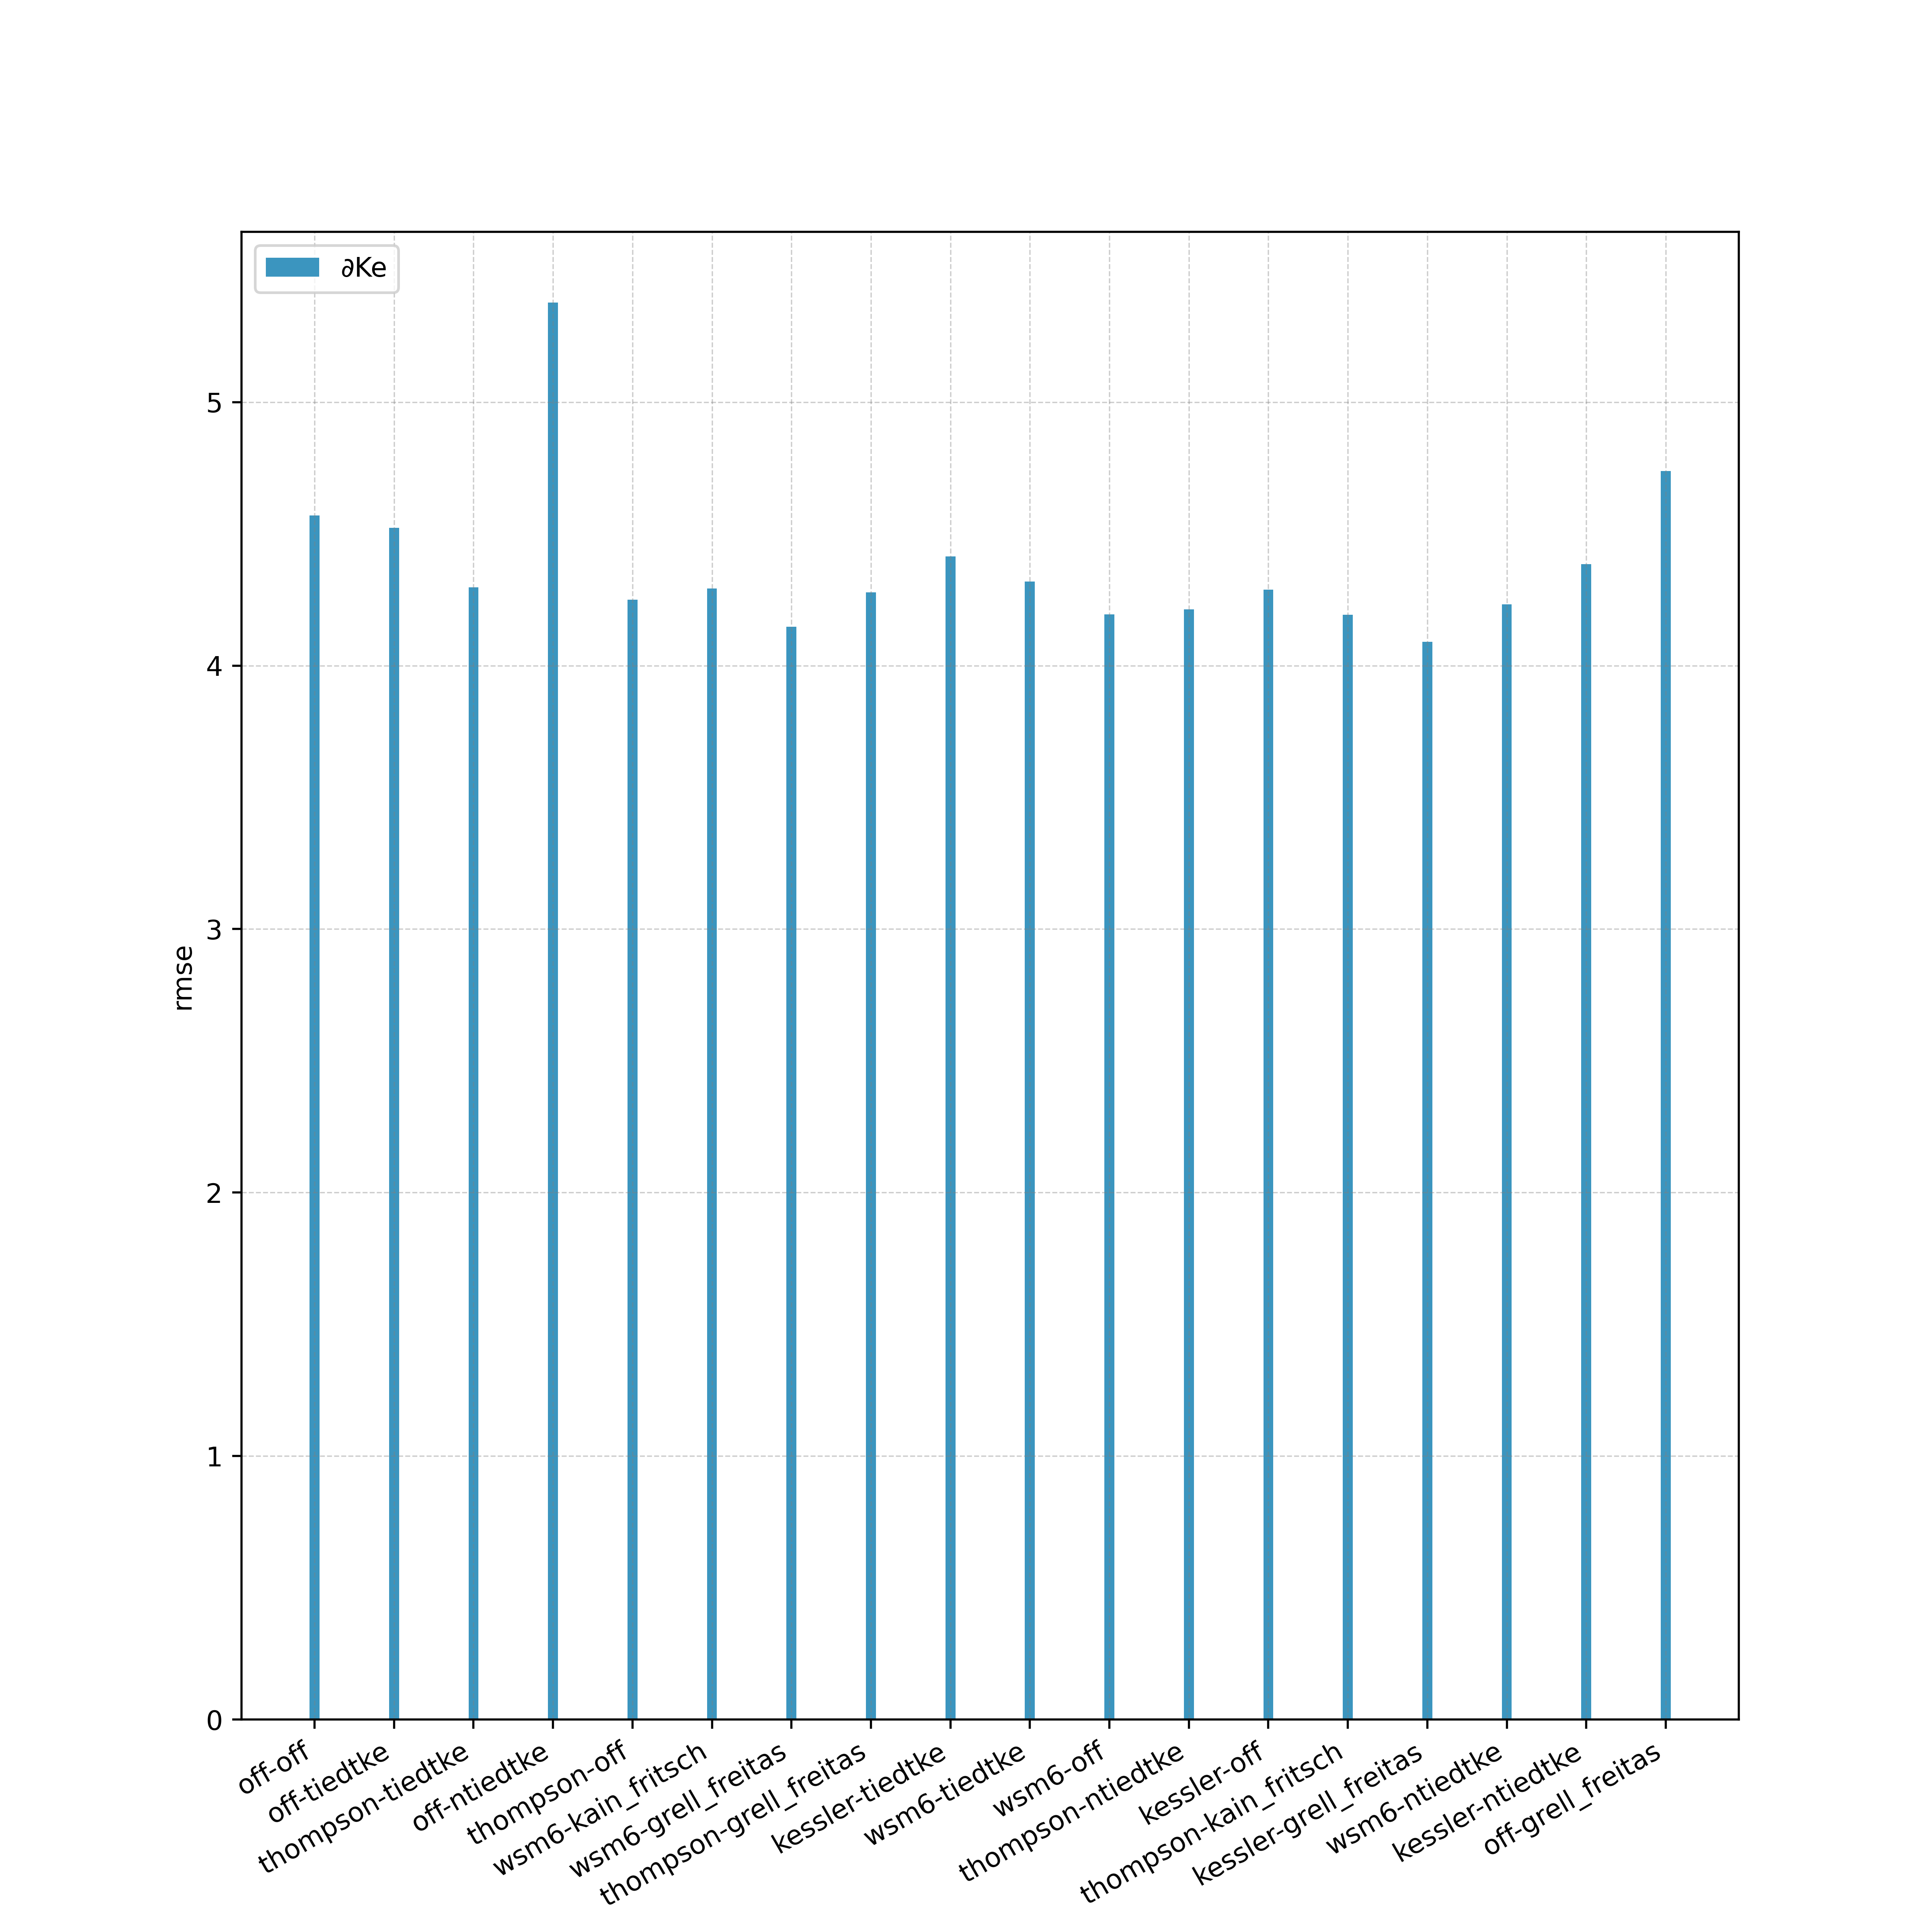 ∂Ke
5
4
3
2
1
0
rmse
off-off
off-tiedtke
thompson-tiedtke
off-ntiedtke
thompson-off
wsm6-kain_fritsch
wsm6-grell_freitas
thompson-grell_freitas
kessler-tiedtke
wsm6-tiedtke
wsm6-off
thompson-ntiedtke
kessler-off
thompson-kain_fritsch
kessler-grell_freitas
wsm6-ntiedtke
kessler-ntiedtke
off-grell_freitas